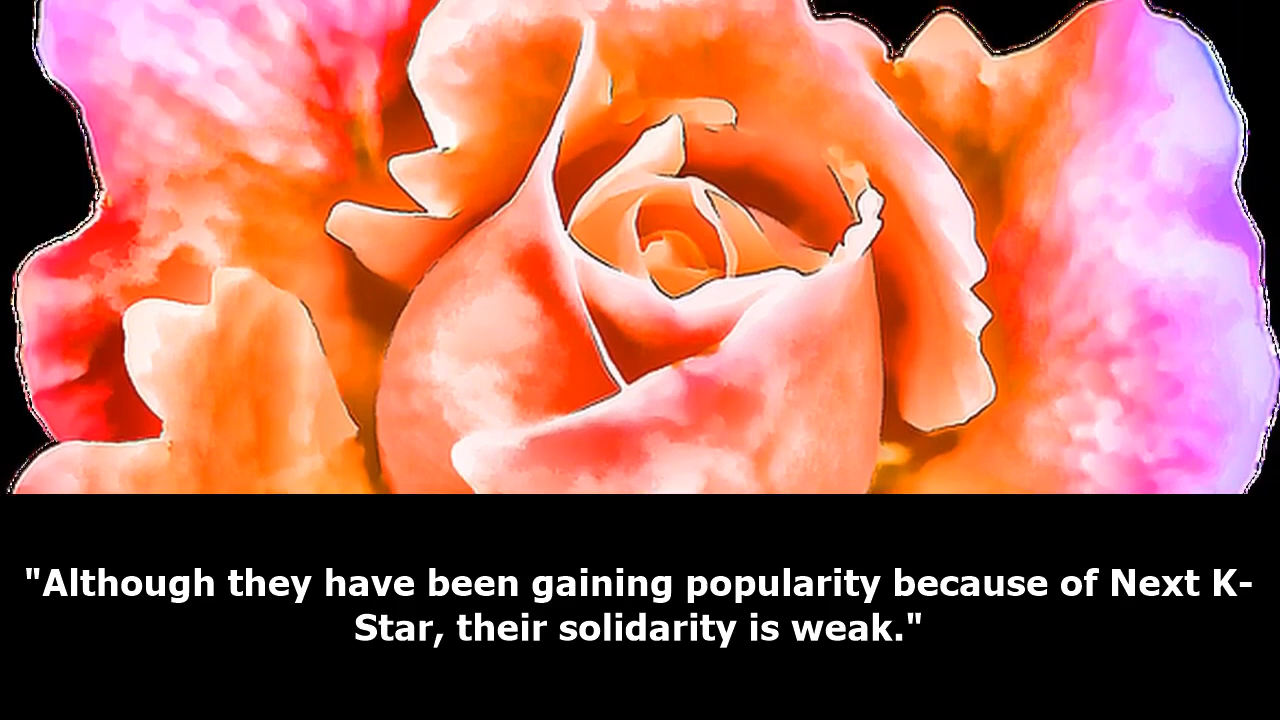 "Although they have been gaining popularity because of Next K-
Star, their solidarity is weak."